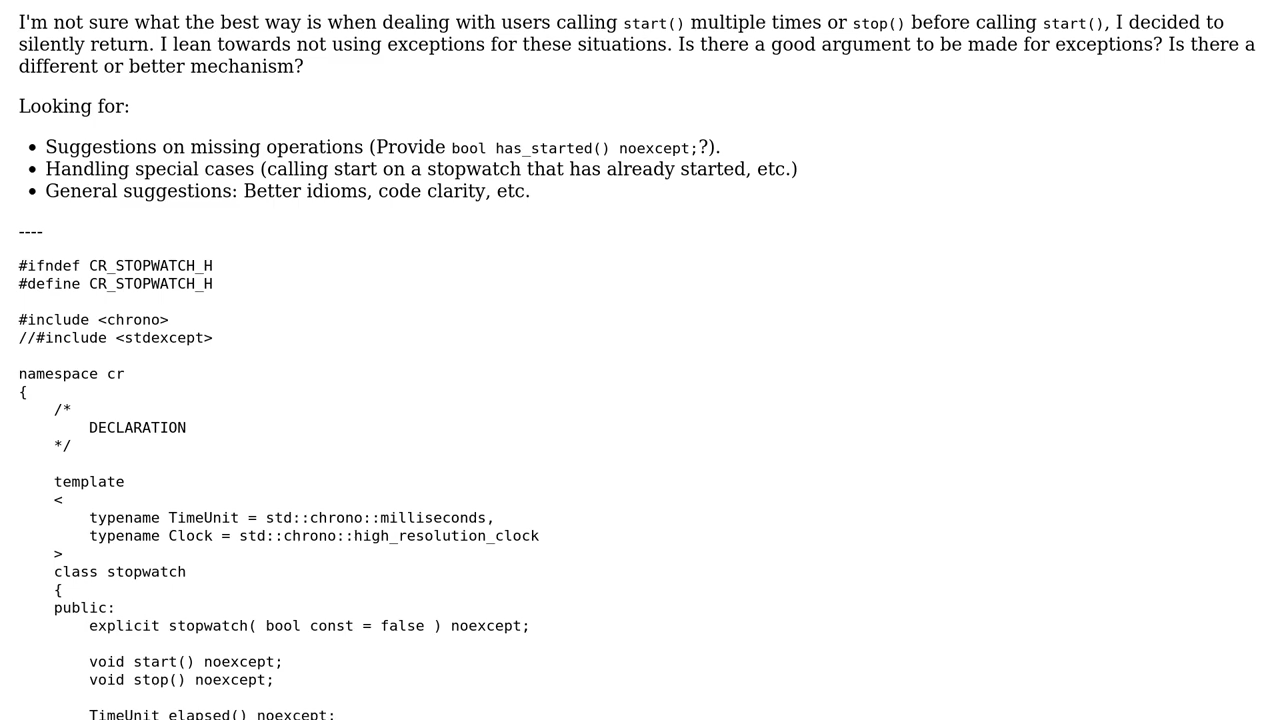 I'm not sure what the best way is when dealing with users calling start() multiple times or stop() before calling start(), I decided to
silently return. I lean towards not using exceptions for these situations. Is there a good argument to be made for exceptions? Is there a
different or better mechanism?
Looking for:
• Suggestions on missing operations (Provide bool has_started() noexcept;?).
• Handling special cases (calling start on a stopwatch that has already started, etc.)
• General suggestions: Better idioms, code clarity, etc.
----
#ifndef CR_STOPWATCH_H
#define CR_STOPWATCH_H
#include <chrono>
//#include <stdexcept>
namespace cr
{
    /*
        DECLARATION
    */
    template
    <
        typename TimeUnit = std::chrono::milliseconds,
        typename Clock = std::chrono::high_resolution_clock
    >
    class stopwatch
    {
    public:
        explicit stopwatch( bool const = false ) noexcept;
        void start() noexcept;
        void stop() noexcept;
        TimeUnit elapsed() noexcept;